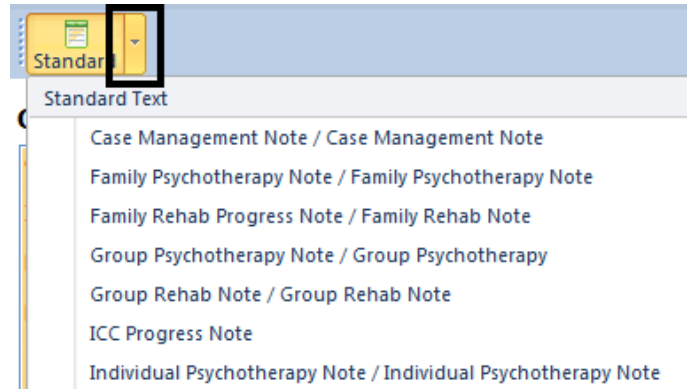 Standard
Standard Text
Case Management Note / Case Management Note
Family Psychotherapy Note / Family Psychotherapy Note
Family Rehab Progress Note / Family Rehab Note
Group Psychotherapy Note / Group Psychotherapy
Group Rehab Note / Group Rehab Note
ICC Progress Note
Individual Psychotherapy Note / Individual Psychotherapy Note